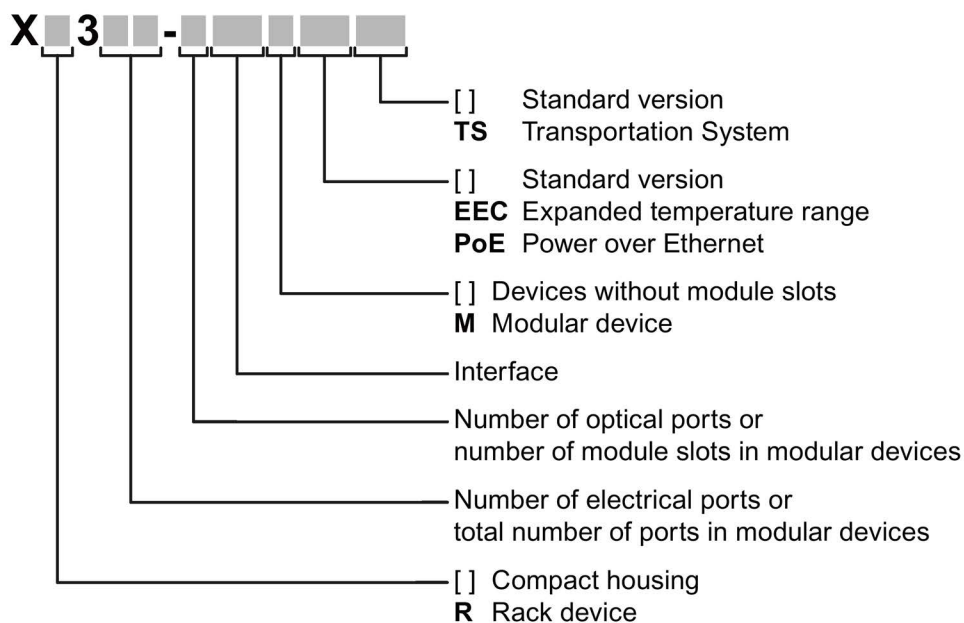 X 3 -
[ ] Standard version
TS Transportation System
[ ] Standard version
EEC Expanded temperature range
PoE Power over Ethernet
[ ] Devices without module slots
M Modular device
Interface
Number of optical ports or
number of module slots in modular devices
Number of electrical ports or
total number of ports in modular devices
[ ] Compact housing
R Rack device